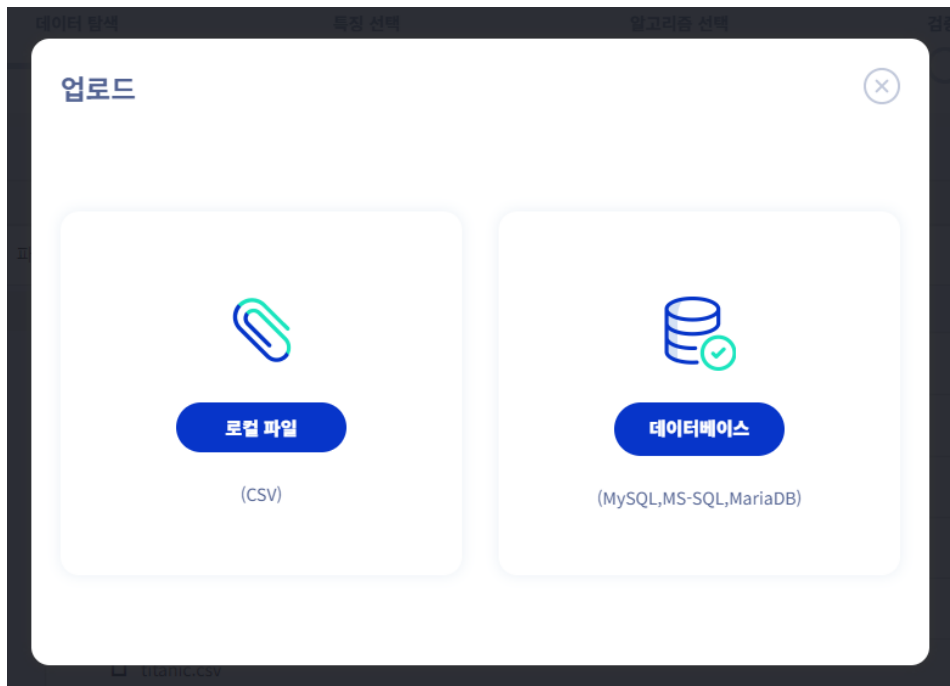 데이터 탐색
특징 선택
알고리즘 선택
업로드
로컬 파일
(CSV)
데이터베이스
(MySQL,MS-SQL,MariaDB)
titanic.csv